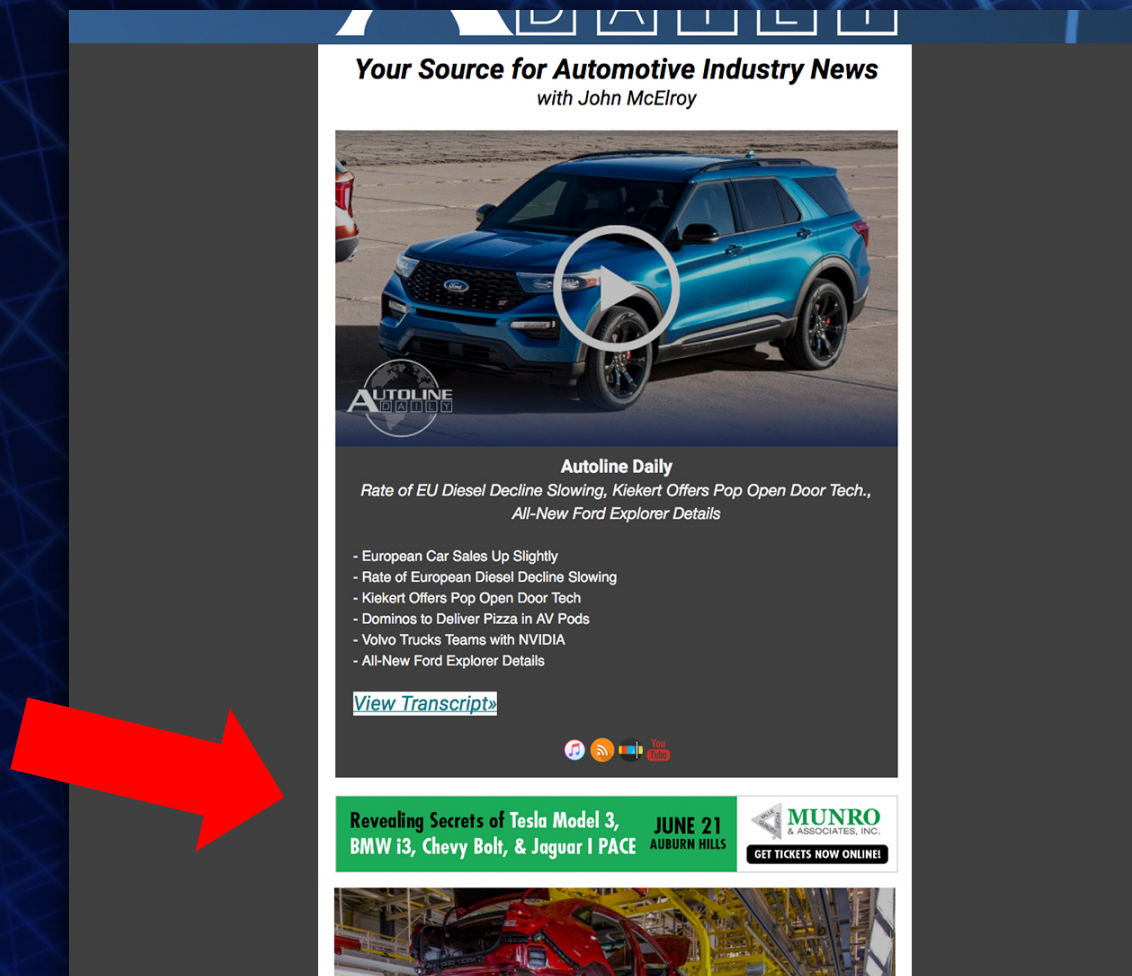 DAILY
Your Source for Automotive Industry News
with John McElroy
Ford
AUTOLINE
DAILY
Autoline Daily
Rate of EU Diesel Decline Slowing, Kiekert Offers Pop Open Door Tech.,
All-New Ford Explorer Details
- European Car Sales Up Slightly
- Rate of European Diesel Decline Slowing
- Kiekert Offers Pop Open Door Tech
- Dominos to Deliver Pizza in AV Pods
- Volvo Trucks Teams with NVIDIA
- All-New Ford Explorer Details
View Transcript»
You
Tube
Revealing Secrets of Tesla Model 3,
BMW i3, Chevy Bolt, & Jaguar I PACE
JUNE 21
AUBURN HILLS
MUNRO
& ASSOCIATES, INC.
GET TICKETS NOW ONLINE!